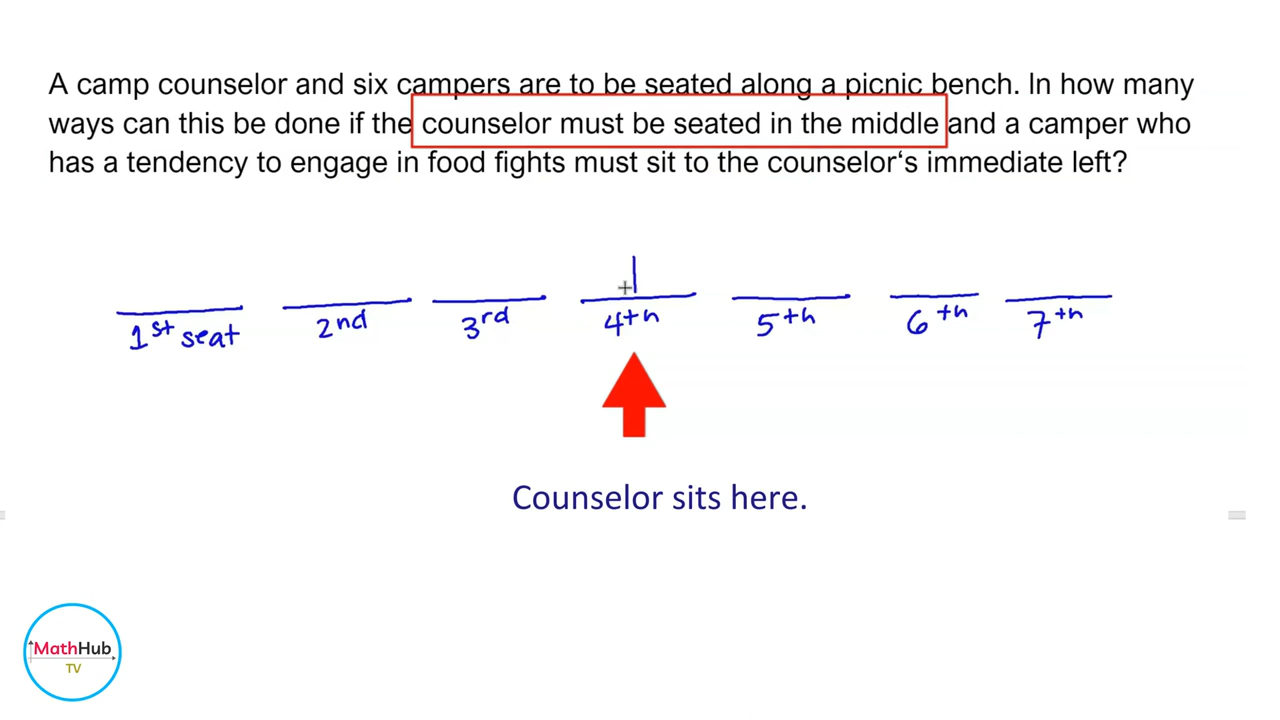 A camp counselor and six campers are to be seated along a picnic bench. In how many
ways can this be done if the counselor must be seated in the middle and a camper who
has a tendency to engage in food fights must sit to the counselor‘s immediate left?
1
1st seat 2nd 3rd 4th 5th 6th 7th
Counselor sits here.
MathHub
TV